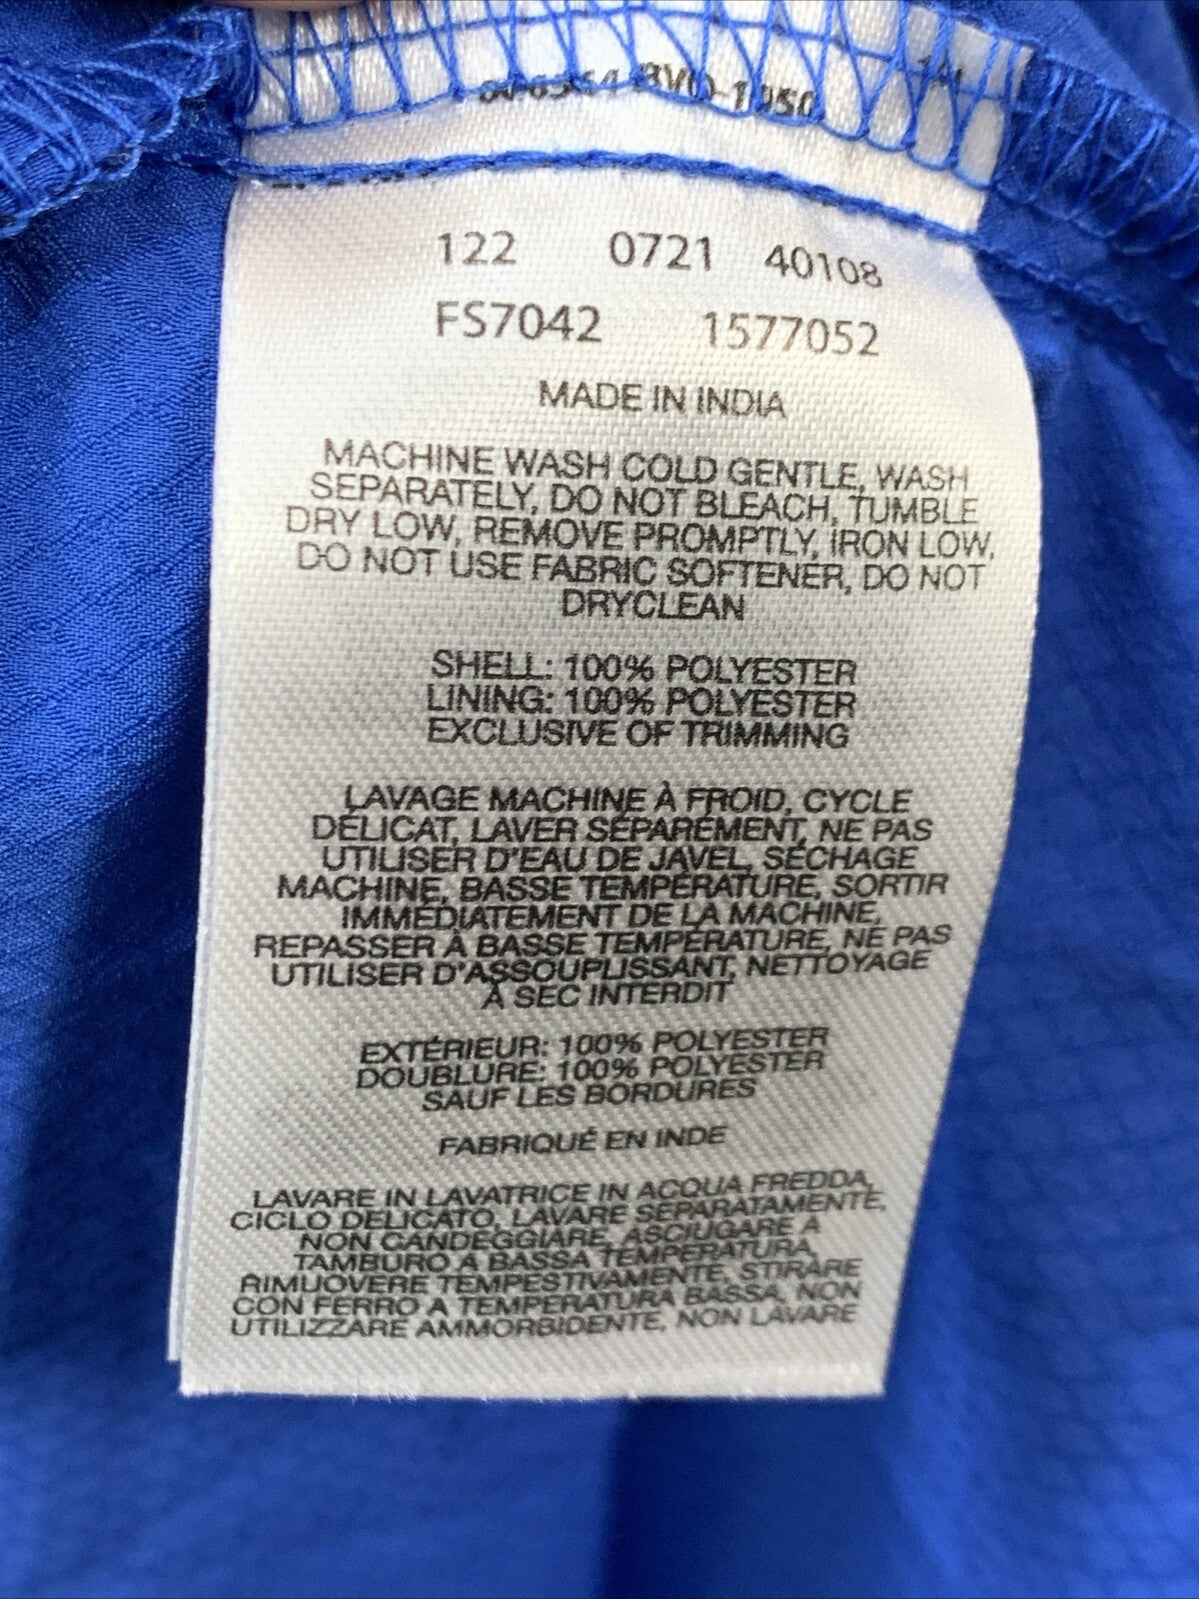 122 0721 40108
FS7042 1577052
MADE IN INDIA
MACHINE WASH COLD GENTLE, WASH
SEPARATELY, DO NOT BLEACH, TUMBLE
DRY LOW, REMOVE PROMPTLY, IRON LOW,
DO NOT USE FABRIC SOFTENER, DO NOT
DRYCLEAN
SHELL: 100% POLYESTER
LINING: 100% POLYESTER
EXCLUSIVE OF TRIMMING
LAVAGE MACHINE À FROID, CYCLE
DÉLICAT, LAVER SÉPARÉMENT, NE PAS
UTILISER D'EAU DE JAVEL, SÉCHAGE
MACHINE, BASSE TEMPÉRATURE, SORTIR
IMMÉDIATEMENT DE LA MACHINE,
REPASSER À BASSE TEMPÉRATURE, NE PAS
UTILISER D'ASSOUPLISSANT, NETTOYAGE
À SEC INTERDIT
EXTÉRIEUR: 100% POLYESTER
DOUBLURE: 100% POLYESTER
SAUF LES BORDURES
FABRIQUÉ EN INDE
LAVARE IN LAVATRICE IN ACQUA FREDDA,
CICLO DELICATO, LAVARE SEPARATAMENTE,
NON CANDEGGIARE, ASCIUGARE A
TAMBURO A BASSA TEMPERATURA,
RIMUOVERE TEMPESTIVAMENTE, STIRARE
CON FERRO A TEMPERATURA BASSA, NON
UTILIZZARE AMMORBIDENTE, NON LAVARE